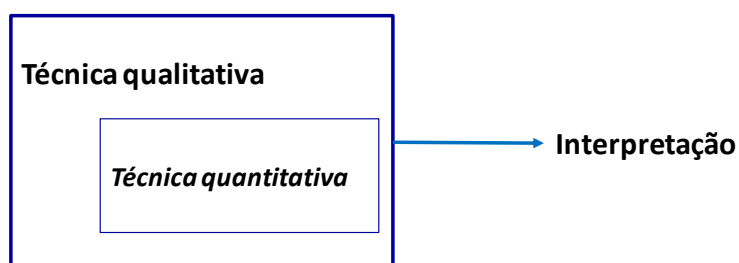 Técnica qualitativa
Técnica quantitativa
Interpretação